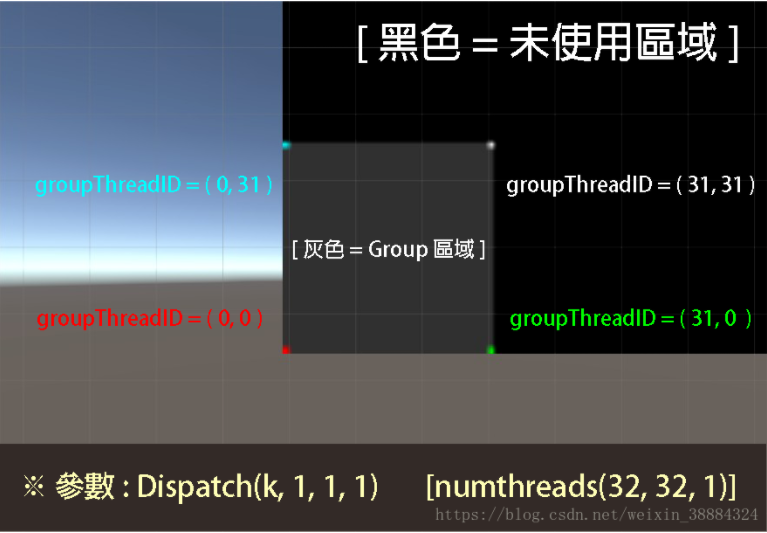 [ 黑色 = 未使用區域 ]
groupThreadID = ( 0, 31 )
groupThreadID = ( 31, 31 )
[ 灰色 = Group 區域 ]
groupThreadID = ( 0, 0 )
groupThreadID = ( 31, 0 )
※ 參數 : Dispatch(k, 1, 1, 1) [numthreads(32, 32, 1)]
https://blog.csdn.net/weixin_38884324